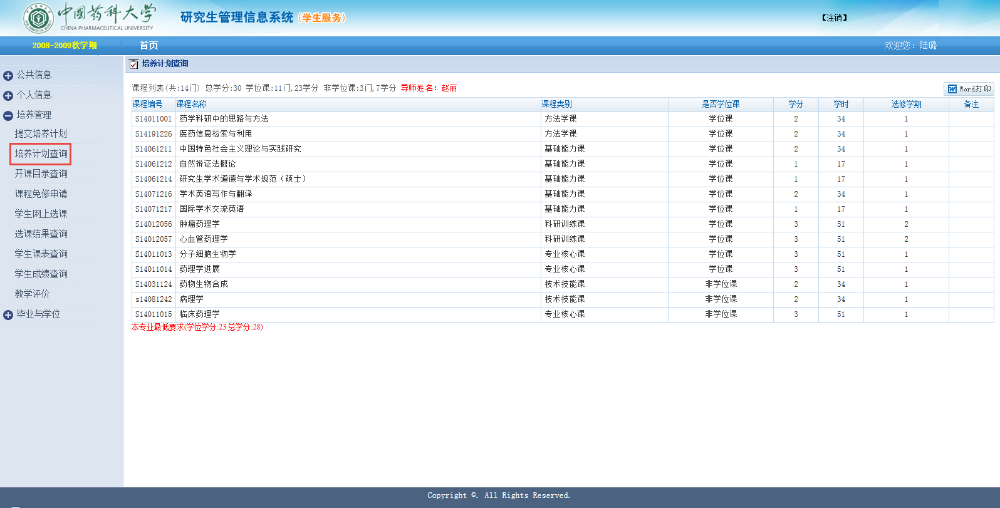 中国药科大学
CHINA PHARMACEUTICAL UNIVERSITY
研究生管理信息系统(学生服务)
【注销】
2008-2009秋学期 首页 欢迎您：陆璐
公共信息
个人信息
培养管理
提交培养计划
培养计划查询
开课目录查询
课程免修申请
学生网上选课
选课结果查询
学生课表查询
学生成绩查询
教学评价
毕业与学位
培养计划查询
课程列表(共:14门) 总学分:30 学位课:11门,23学分 非学位课:3门,7学分 导师姓名：赵丽
Word打印
课程编号 课程名称 课程类别 是否学位课 学分 学时 选修学期 备注
S14011001 药学科研中的思路与方法 方法学课 学位课 2 34 1
S14191226 医药信息检索与利用 方法学课 学位课 2 34 1
S14061211 中国特色社会主义理论与实践研究 基础能力课 学位课 2 34 1
S14061212 自然辩证法概论 基础能力课 学位课 1 17 1
S14061214 研究生学术道德与学术规范（硕士） 基础能力课 学位课 1 17 1
S14071216 学术英语写作与翻译 基础能力课 学位课 2 34 1
S14071217 国际学术交流英语 基础能力课 学位课 1 17 1
S14012056 肿瘤药理学 科研训练课 学位课 3 51 2
S14012057 心血管药理学 科研训练课 学位课 3 51 2
S14011013 分子细胞生物学 专业核心课 学位课 3 51 1
S14011014 药理学进展 专业核心课 学位课 3 51 1
S14031124 药物生物合成 技术技能课 非学位课 2 34 1
s14081242 病理学 技术技能课 非学位课 2 34 1
S14011015 临床药理学 专业核心课 非学位课 3 51 1
本专业最低要求(学位学分:23 总学分:28)
Copyright ©. All Rights Reserved.